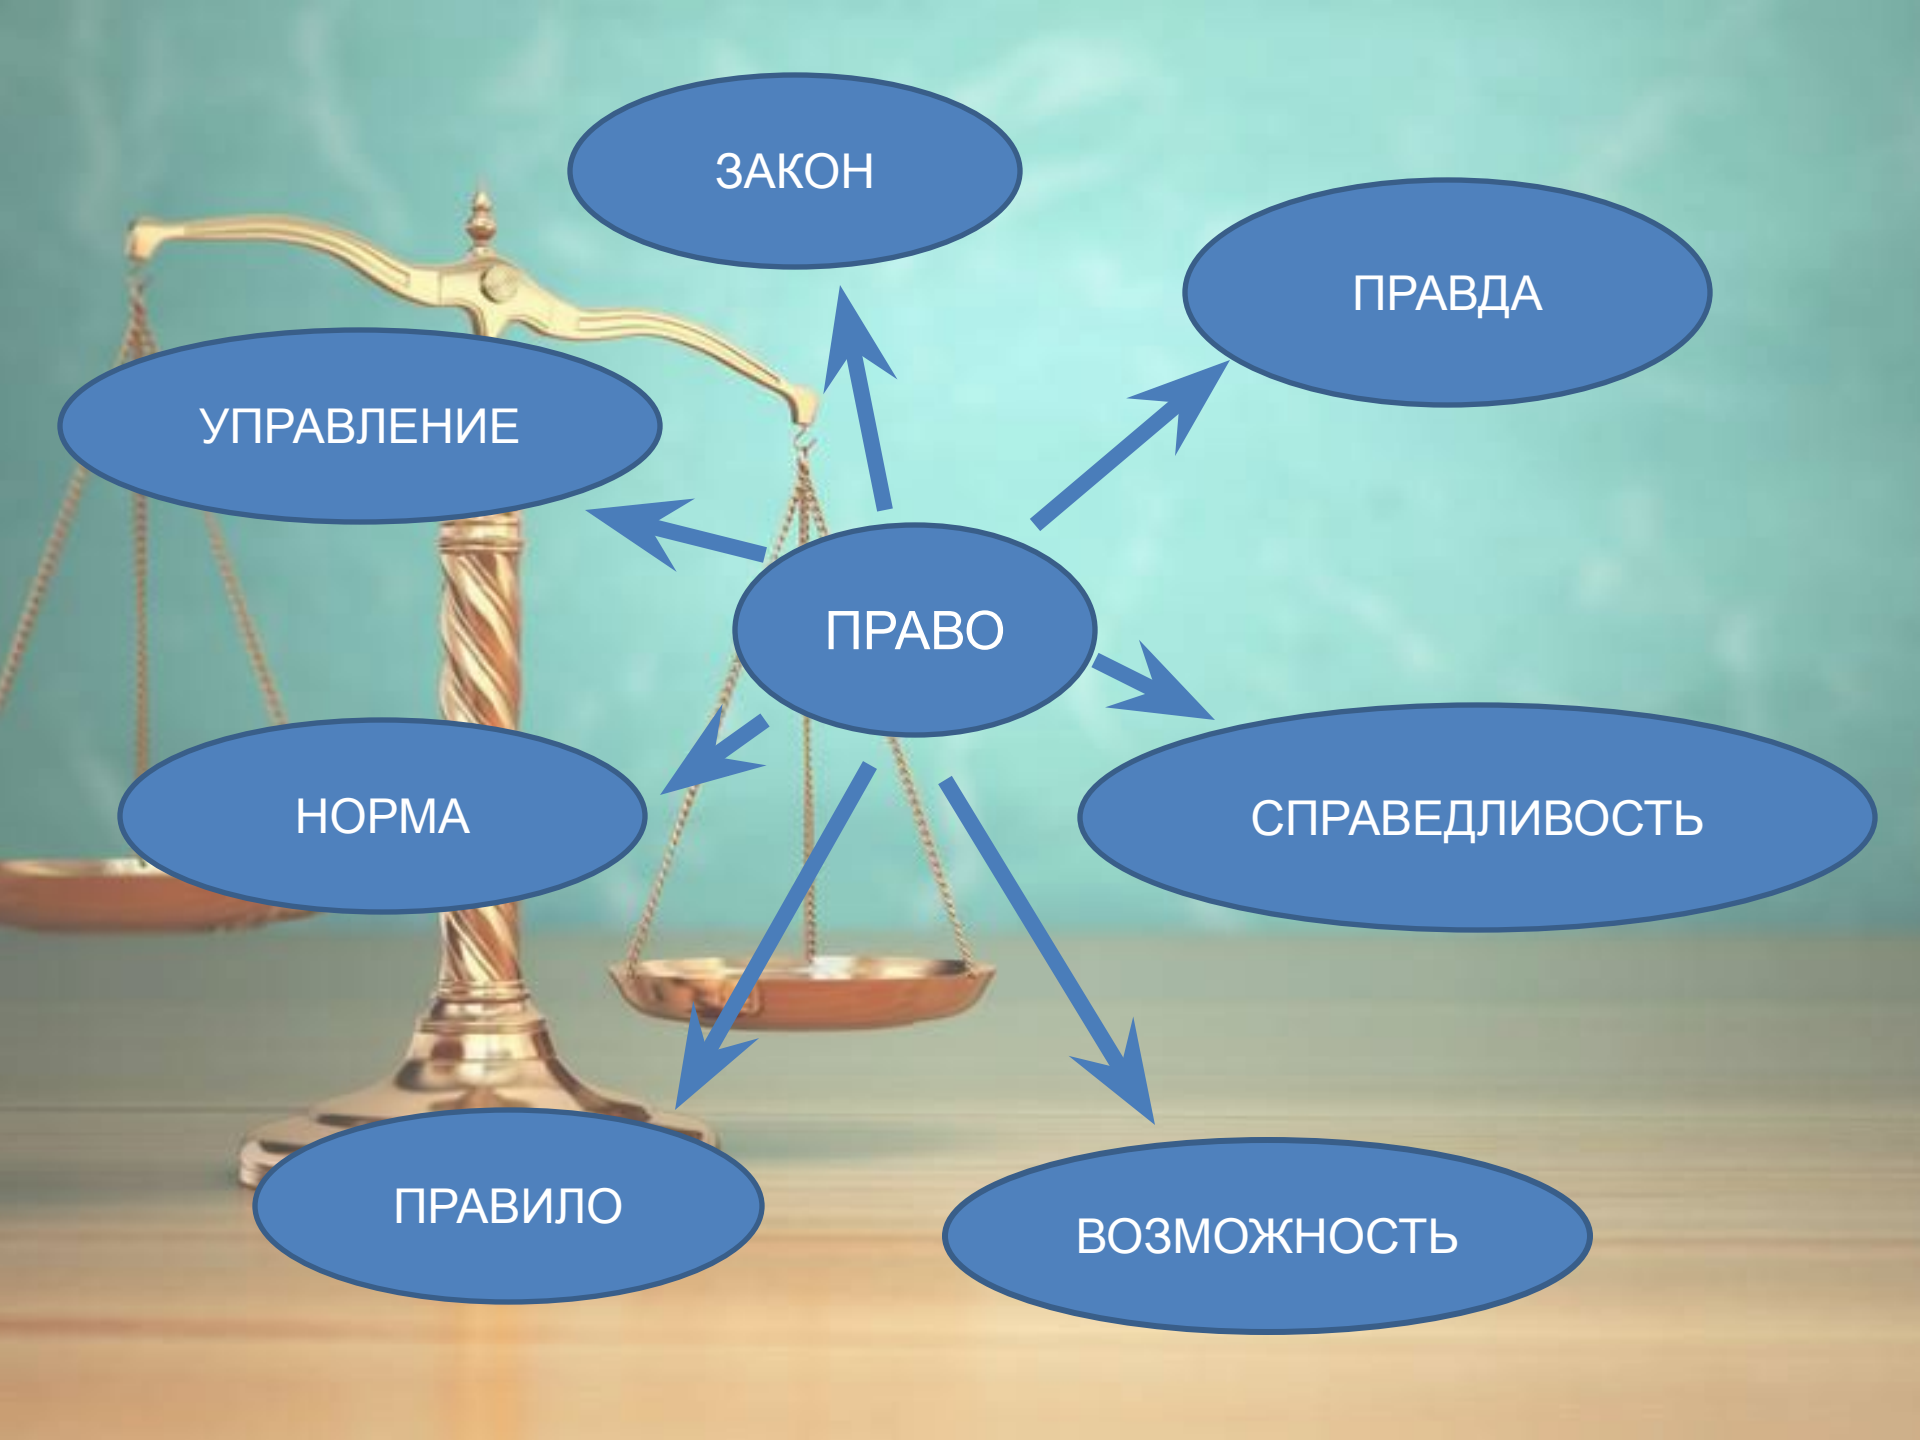 ЗАКОН
ПРАВДА
УПРАВЛЕНИЕ
ПРАВО
НОРМА
СПРАВЕДЛИВОСТЬ
ПРАВИЛО
ВОЗМОЖНОСТЬ